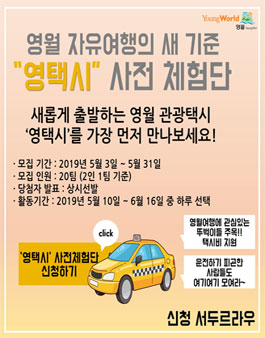 YoungWorld
영월
영월 자유여행의 새 기준
"영택시" 사전 체험단
새롭게 출발하는 영월 관광택시
'영택시'를 가장 먼저 만나보세요!
· 모집 기간 : 2019년 5월 3일 ~ 5월 31일
· 모집 인원 : 20팀 (2인 1팀 기준)
· 당첨자 발표 : 상시선발
· 활동기간 : 2019년 5월 10일 ~ 6월 16일 중 하루 선택
click
'영택시' 사전체험단
신청하기
영월여행에 관심있는
뚜벅이들 주목!!
택시비 지원
운전하기 피곤한
사람들도
여기여기 모여라~
신청 서두르라우